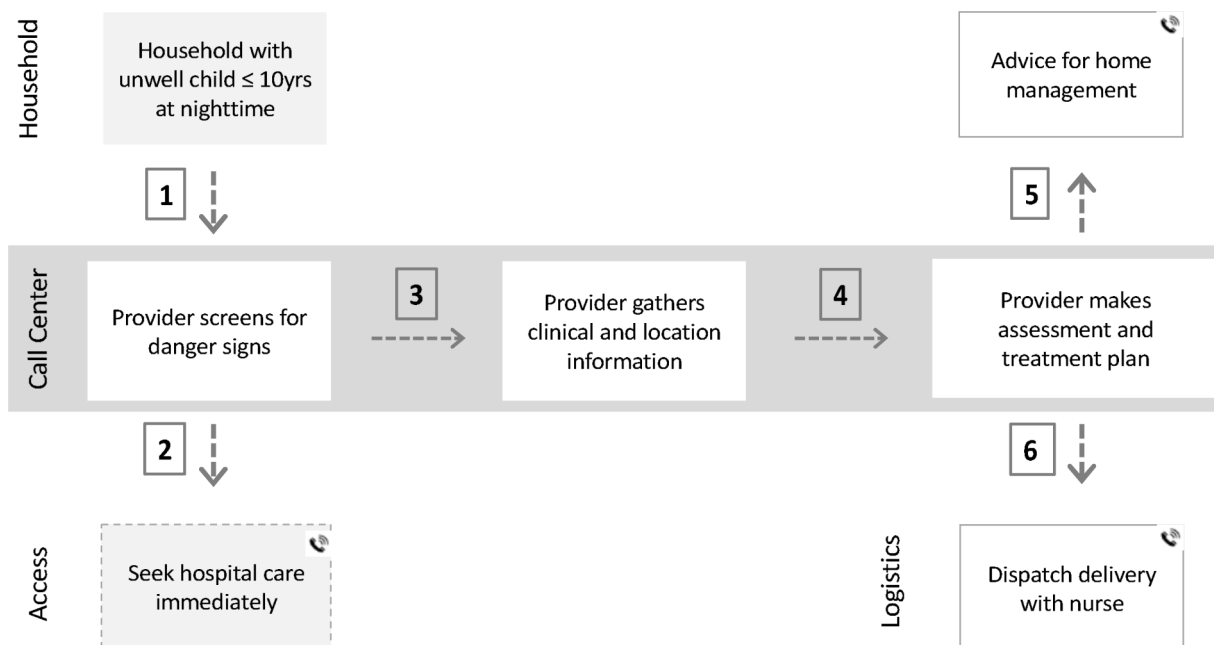 Household
Household with
unwell child ≤ 10yrs
at nighttime
Advice for home
management
1
5
Call Center
Provider screens for
danger signs
3
Provider gathers
clinical and location
information
4
Provider makes
assessment and
treatment plan
2
6
Access
Seek hospital care
immediately
Logistics
Dispatch delivery
with nurse